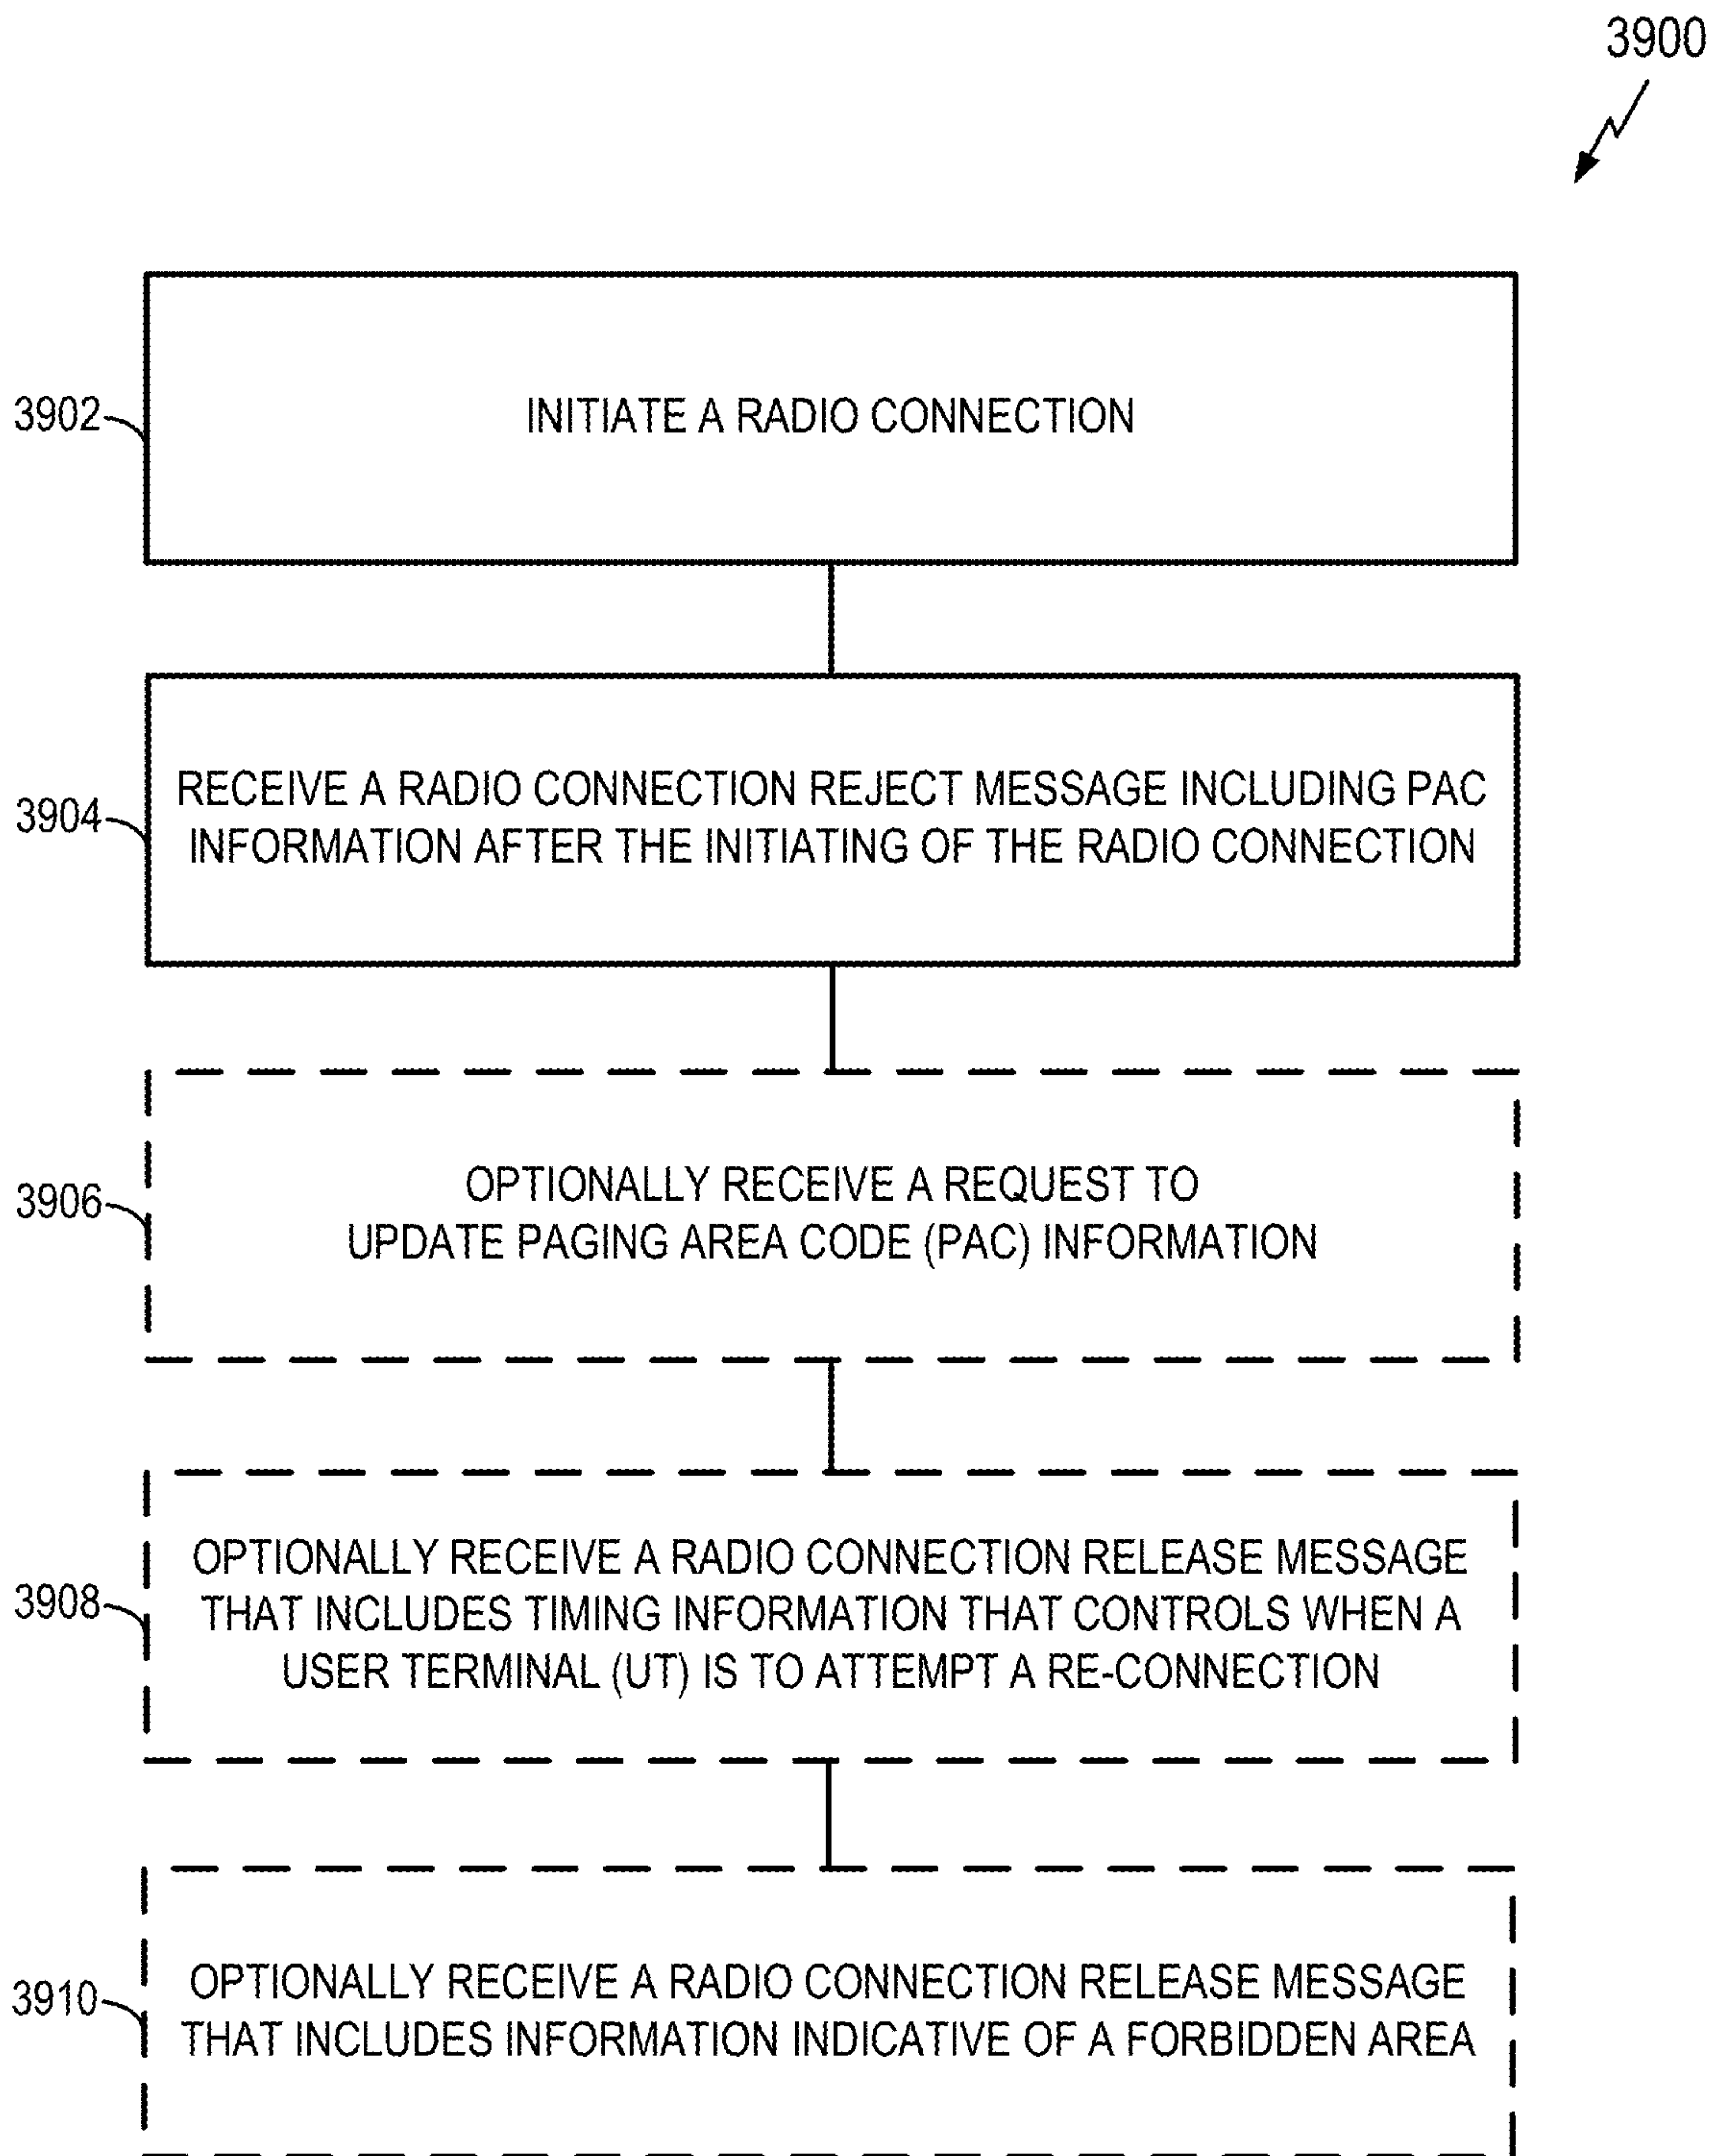 3900
3902
INITIATE A RADIO CONNECTION
3904
RECEIVE A RADIO CONNECTION REJECT MESSAGE INCLUDING PAC
INFORMATION AFTER THE INITIATING OF THE RADIO CONNECTION
3906
OPTIONALLY RECEIVE A REQUEST TO
UPDATE PAGING AREA CODE (PAC) INFORMATION
3908
OPTIONALLY RECEIVE A RADIO CONNECTION RELEASE MESSAGE
THAT INCLUDES TIMING INFORMATION THAT CONTROLS WHEN A
USER TERMINAL (UT) IS TO ATTEMPT A RE-CONNECTION
3910
OPTIONALLY RECEIVE A RADIO CONNECTION RELEASE MESSAGE
THAT INCLUDES INFORMATION INDICATIVE OF A FORBIDDEN AREA